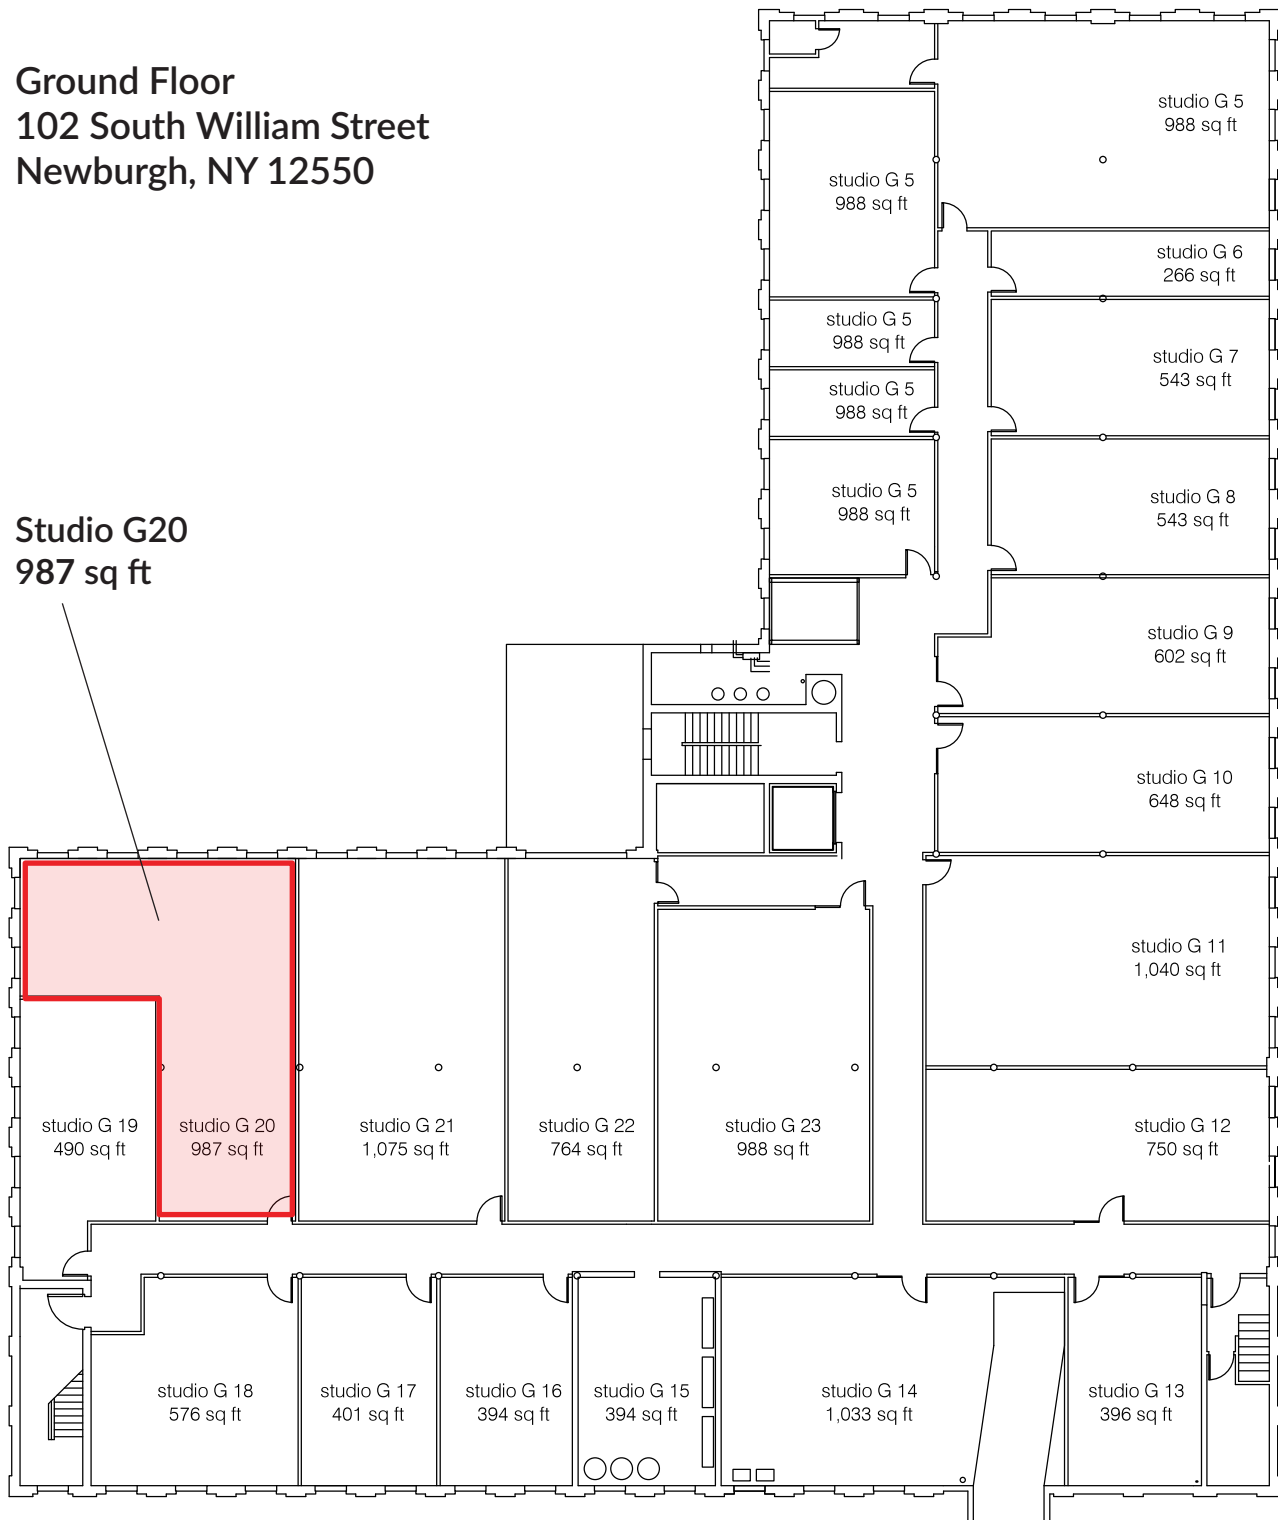 Ground Floor
102 South William Street
Newburgh, NY 12550
studio G 5
988 sq ft
studio G 5
988 sq ft
studio G 6
266 sq ft
studio G 5
988 sq ft
studio G 7
543 sq ft
studio G 5
988 sq ft
studio G 5
988 sq ft
studio G 8
543 sq ft
Studio G20
987 sq ft
studio G 9
602 sq ft
studio G 10
648 sq ft
studio G 11
1,040 sq ft
studio G 19
490 sq ft
studio G 20
987 sq ft
studio G 21
1,075 sq ft
studio G 22
764 sq ft
studio G 23
988 sq ft
studio G 12
750 sq ft
studio G 18
576 sq ft
studio G 17
401 sq ft
studio G 16
394 sq ft
studio G 15
394 sq ft
studio G 14
1,033 sq ft
studio G 13
396 sq ft